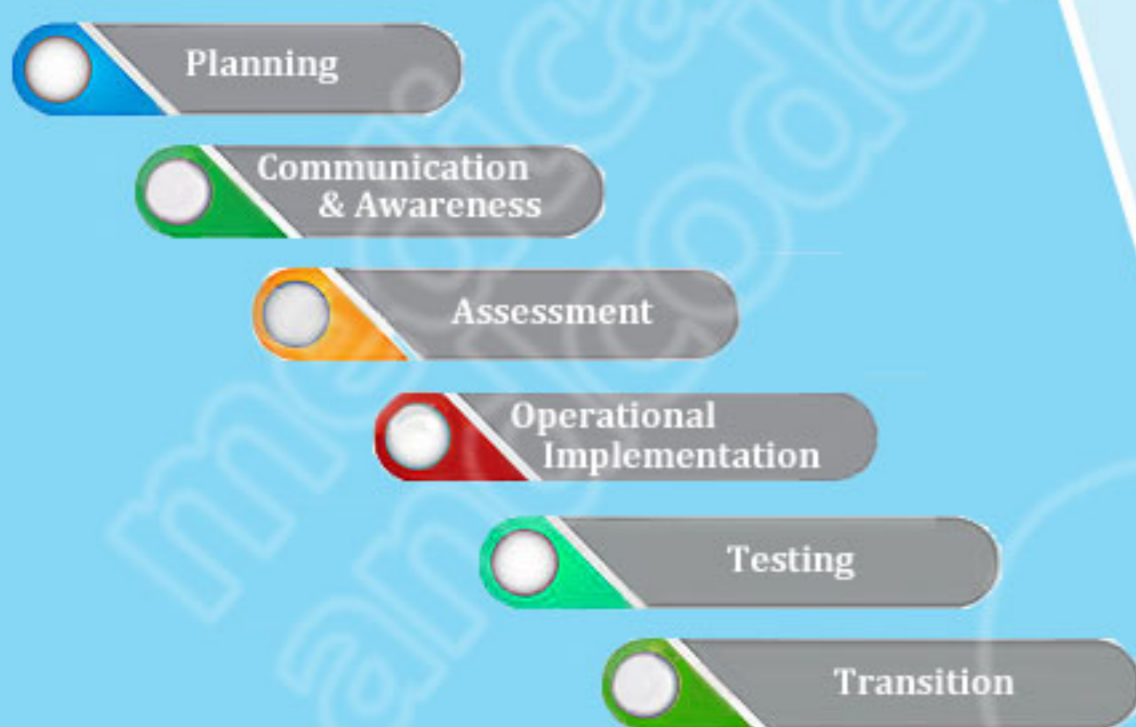 Planning
Communication
& Awareness
Assessment
Operational
Implementation
Testing
Transition